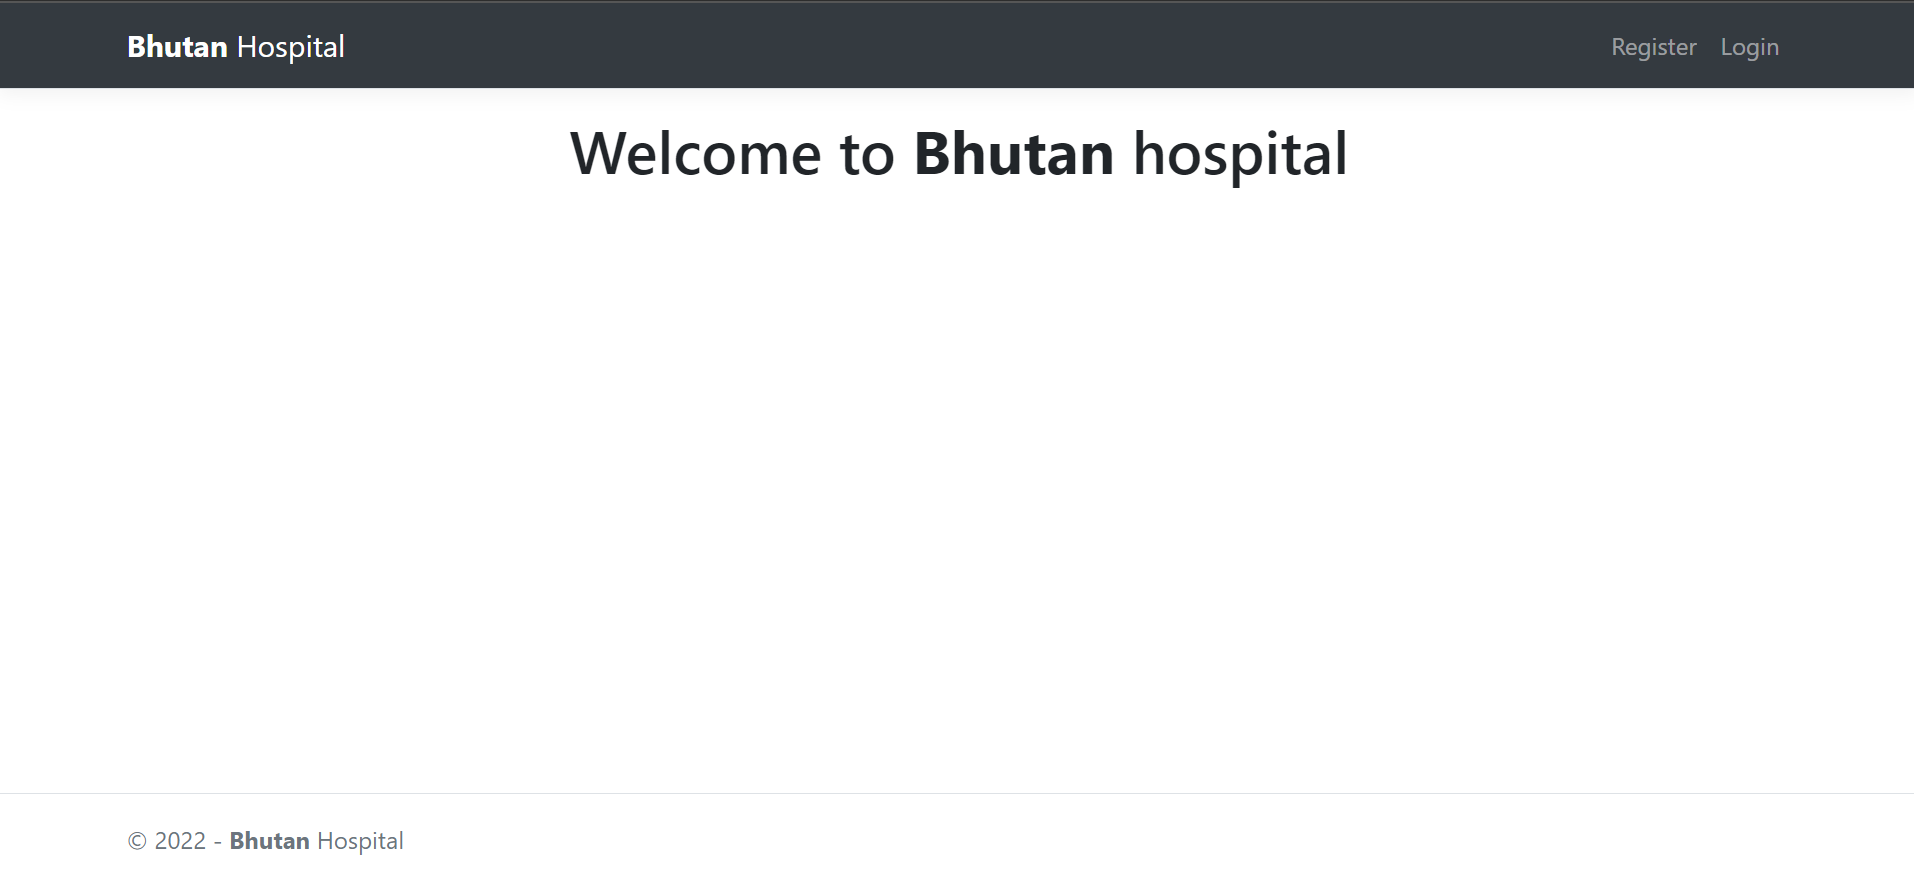 Bhutan Hospital
Register Login
Welcome to Bhutan hospital
© 2022 - Bhutan Hospital